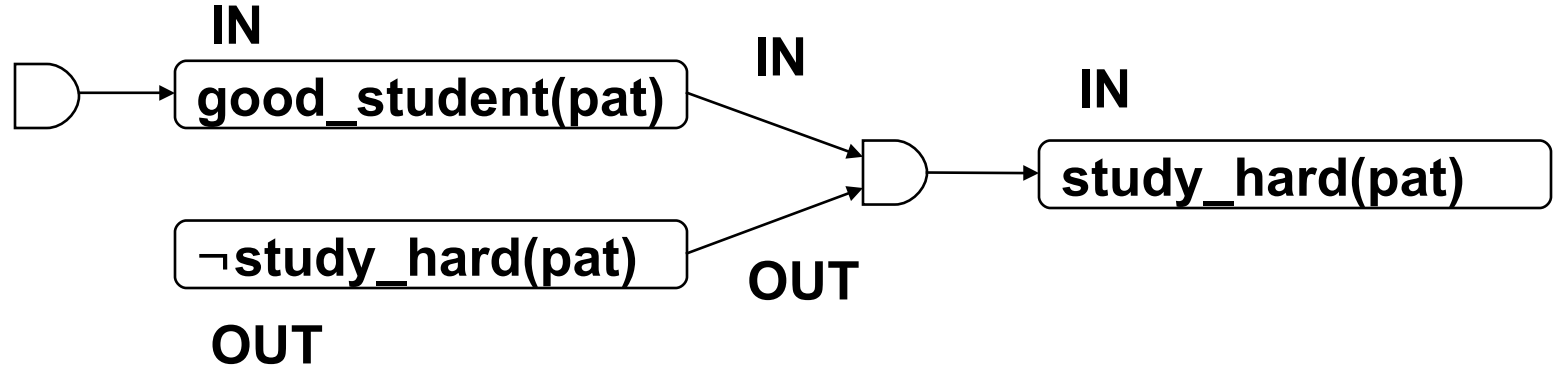 IN
good_student(pat)
IN
IN
study_hard(pat)
¬study_hard(pat)
OUT
OUT